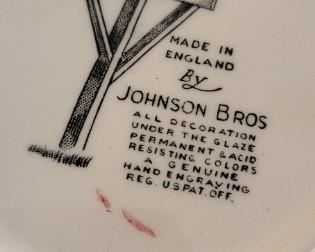 MADE IN
ENGLAND
By
JOHNSON BROS
ALL DECORATION
UNDER THE GLAZE
PERMANENT & ACID
RESISTING COLORS
A GENUINE
HAND ENGRAVING
REG. U.S. PAT. OFF.